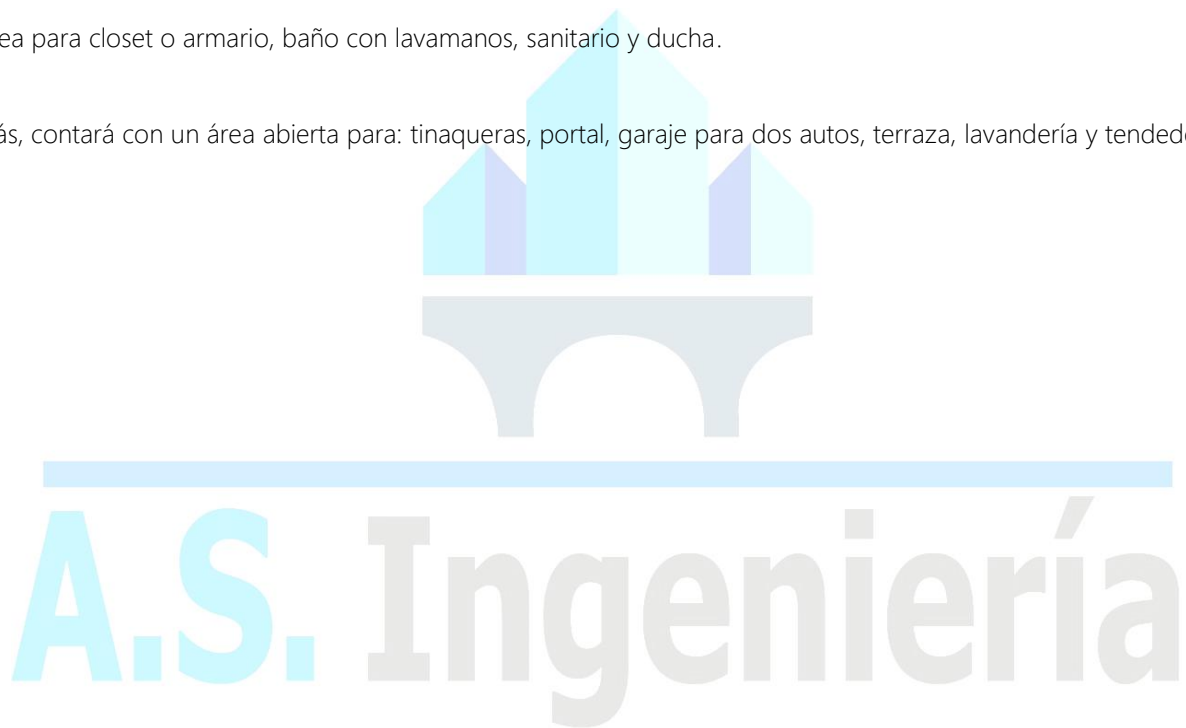 ea para closet o armario, baño con lavamanos, sanitario y ducha.
ás, contará con un área abierta para: tinaqueras, portal, garaje para dos autos, terraza, lavandería y tended
A.S. Ingeniería